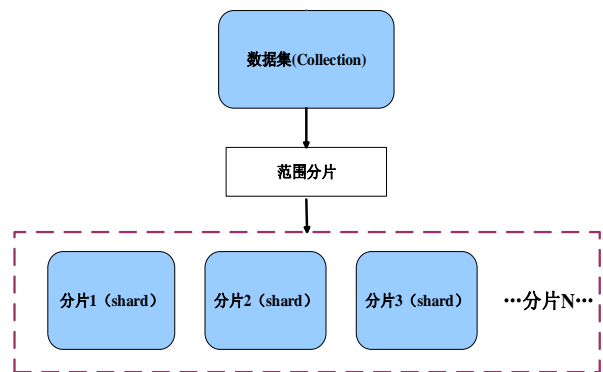 数据集(Collection)
范围分片
分片1（shard）
分片2（shard）
分片3（shard）
···分片N···